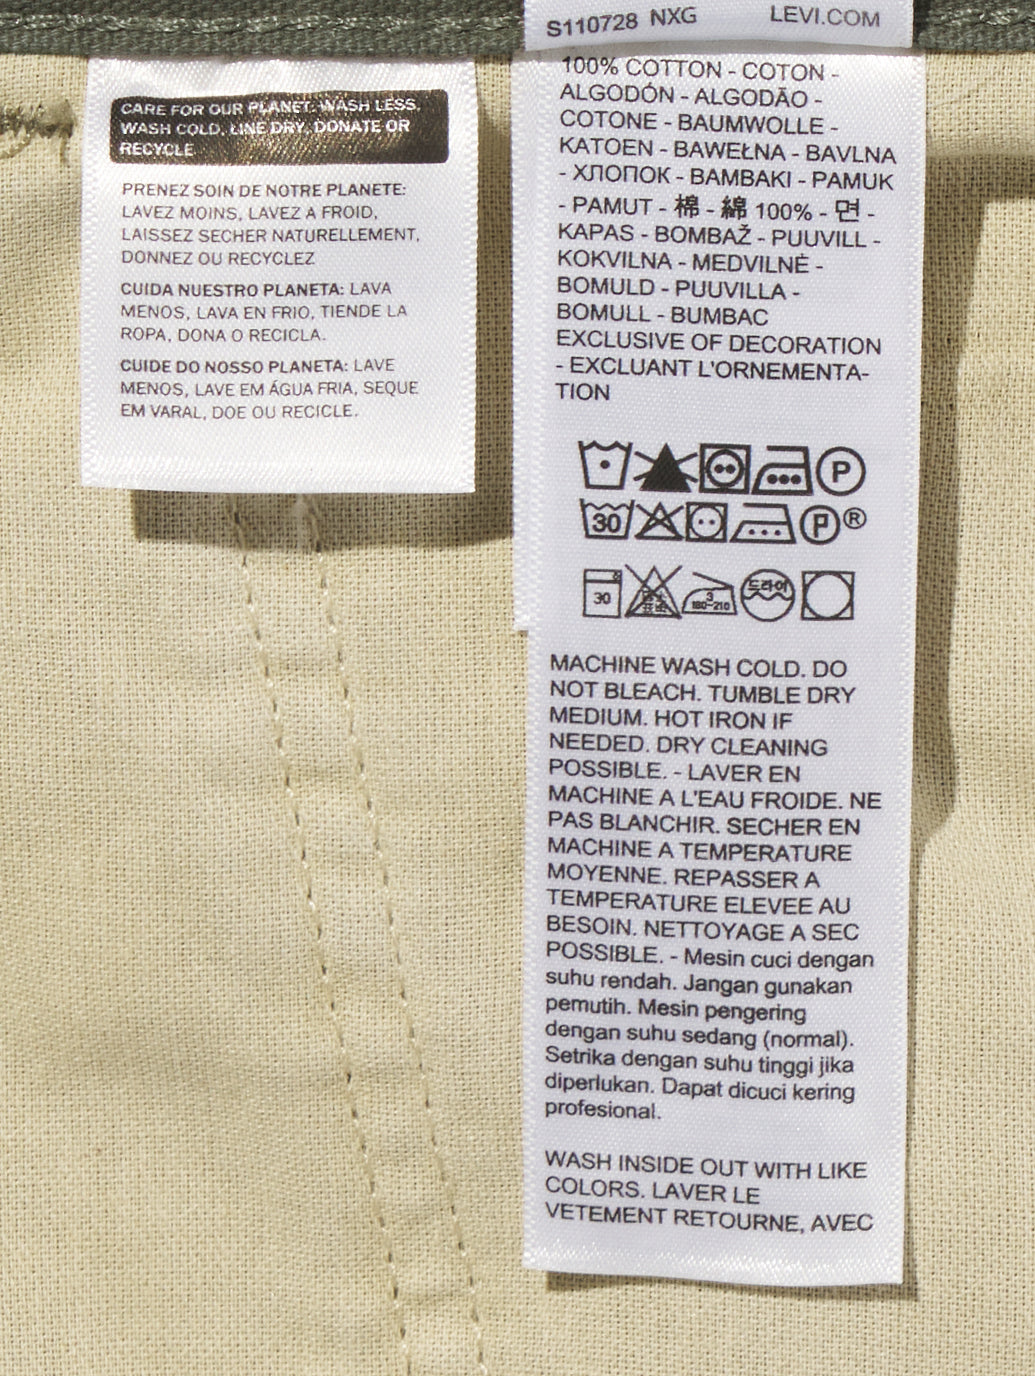 CARE FOR OUR PLANET: WASH LESS,
WASH COLD, LINE DRY, DONATE OR
RECYCLE
PRENEZ SOIN DE NOTRE PLANETE:
LAVEZ MOINS, LAVEZ A FROID,
LAISSEZ SECHER NATURELLEMENT,
DONNEZ OU RECYCLEZ
CUIDA NUESTRO PLANETA: LAVA
MENOS, LAVA EN FRIO, TIENDE LA
ROPA, DONA O RECICLA.
CUIDE DO NOSSO PLANETA: LAVE
MENOS, LAVE EM ÁGUA FRIA, SEQUE
EM VARAL, DOE OU RECICLE.
S110728 NXG LEVI.COM
100% COTTON - COTON -
ALGODÓN - ALGODÃO -
COTONE - BAUMWOLLE -
KATOEN - BAWEŁNA - BAVLNA
- ХЛОПОК - BAMBAKI - PAMUK
- PAMUT - 棉 - 綿 100% - 면 -
KAPAS - BOMBAŽ - PUUVILL -
KOKVILNA - MEDVILNĖ -
BOMULD - PUUVILLA -
BOMULL - BUMBAC
EXCLUSIVE OF DECORATION
- EXCLUANT L'ORNEMENTA-
TION
P
30 P ®
30 3 180-210 드라이
MACHINE WASH COLD. DO
NOT BLEACH. TUMBLE DRY
MEDIUM. HOT IRON IF
NEEDED. DRY CLEANING
POSSIBLE. - LAVER EN
MACHINE A L'EAU FROIDE. NE
PAS BLANCHIR. SECHER EN
MACHINE A TEMPERATURE
MOYENNE. REPASSER A
TEMPERATURE ELEVEE AU
BESOIN. NETTOYAGE A SEC
POSSIBLE. - Mesin cuci dengan
suhu rendah. Jangan gunakan
pemutih. Mesin pengering
dengan suhu sedang (normal).
Setrika dengan suhu tinggi jika
diperlukan. Dapat dicuci kering
profesional.
WASH INSIDE OUT WITH LIKE
COLORS. LAVER LE
VETEMENT RETOURNE, AVEC